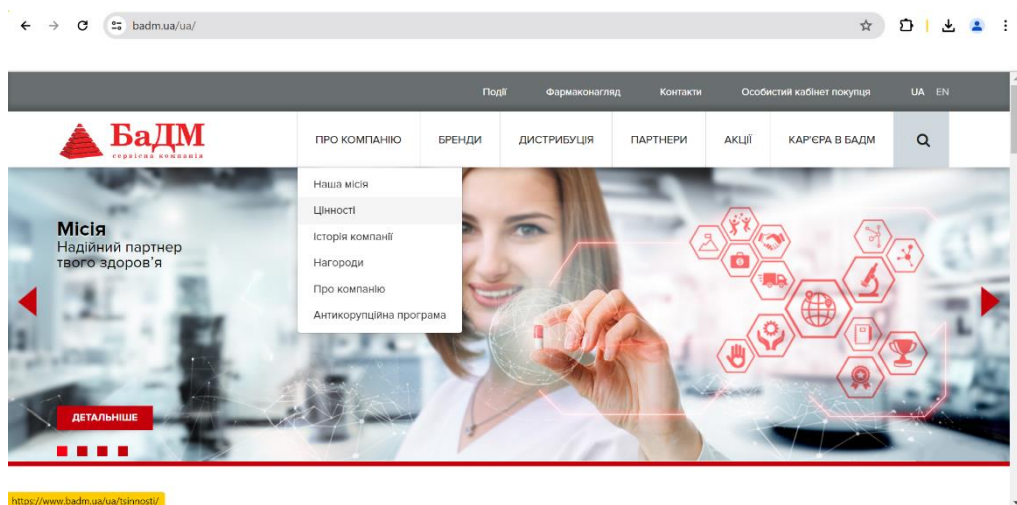 badm.ua/ua/
Події Фармаконагляд Контакти Особистий кабінет покупця UA EN
БаДМ
сервісна компанія
ПРО КОМПАНІЮ БРЕНДИ ДИСТРИБУЦІЯ ПАРТНЕРИ АКЦІЇ КАР'ЄРА В БАДМ
Наша місія
Цінності
Історія компанії
Нагороди
Про компанію
Антикорупційна програма
Місія
Надійний партнер
твого здоров'я
ДЕТАЛЬНІШЕ
https://www.badm.ua/ua/tsinnosti/